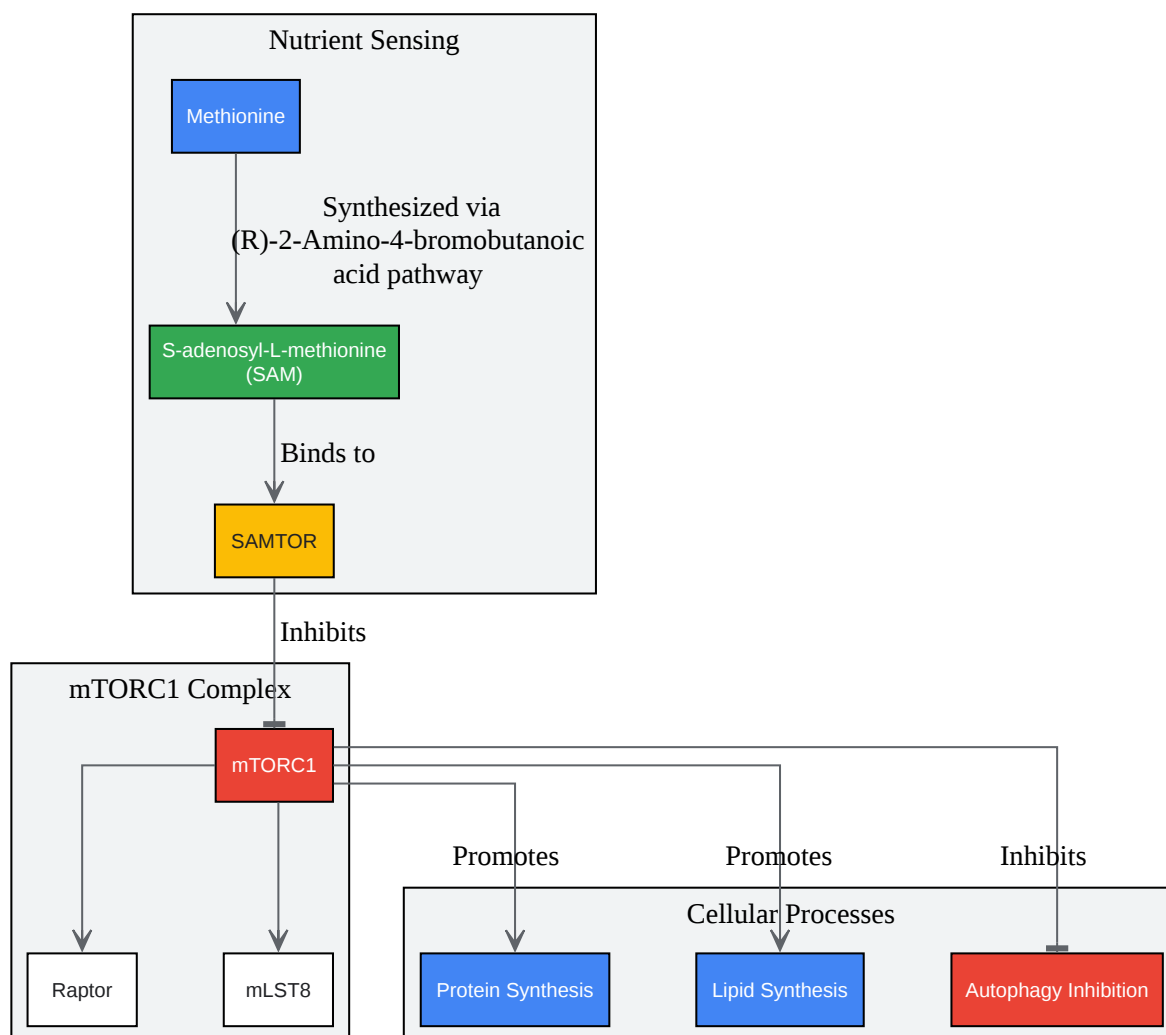 Nutrient Sensing
Methionine
Synthesized via
(R)-2-Amino-4-bromobutanoic
acid pathway
S-adenosyl-L-methionine
(SAM)
Binds to
SAMTOR
Inhibits
mTORC1 Complex
mTORC1
Promotes
Promotes
Inhibits
Cellular Processes
Raptor
mLST8
Protein Synthesis
Lipid Synthesis
Autophagy Inhibition